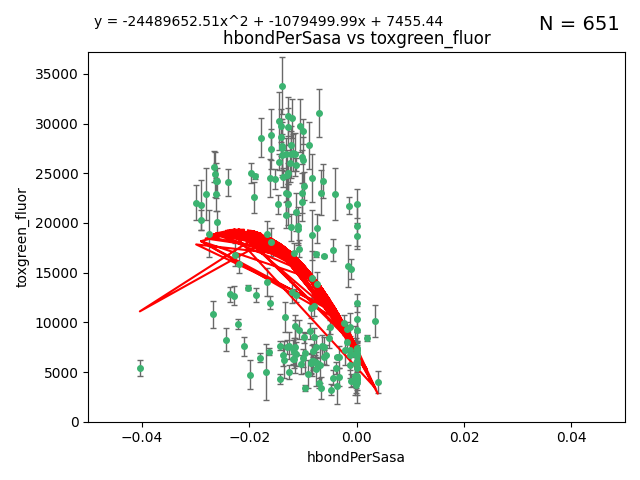 y = -24489652.51x^2 + -1079499.99x + 7455.44
N = 651
hbondPerSasa vs toxgreen_fluor
toxgreen_fluor
35000
30000
25000
20000
15000
10000
5000
0
−0.04
−0.02
0.00
0.02
0.04
hbondPerSasa